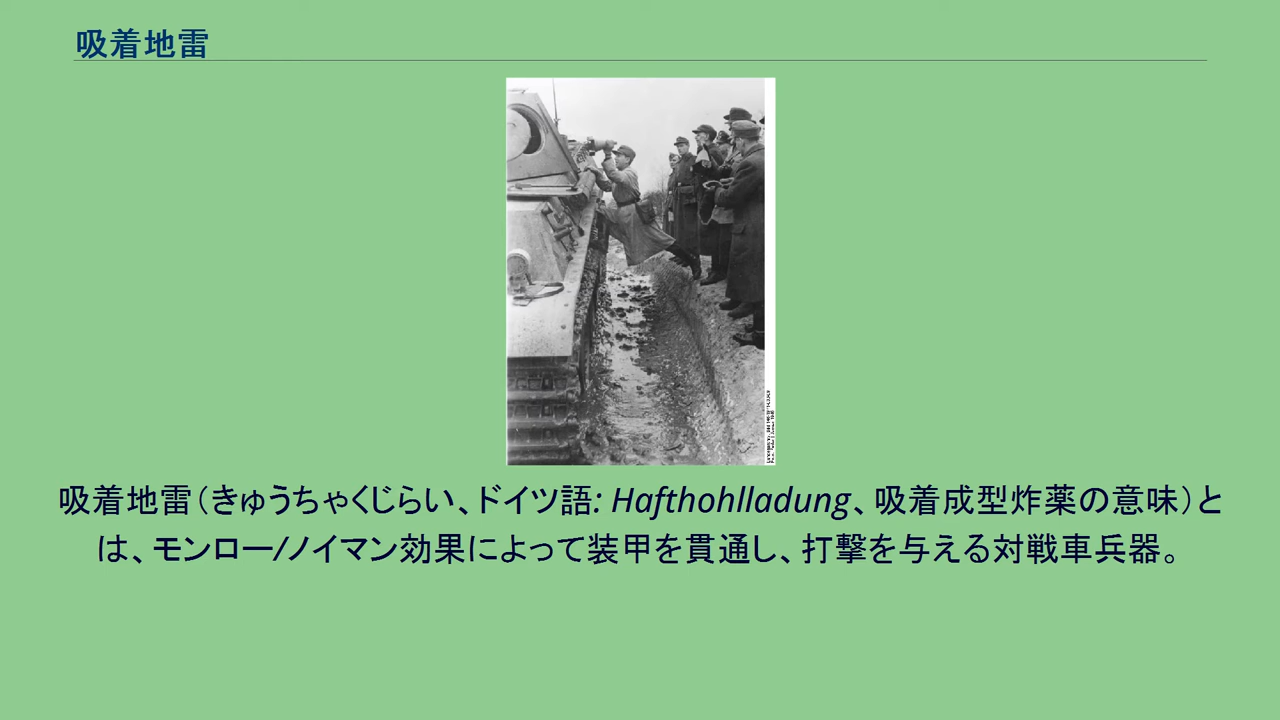 吸着地雷
吸着地雷（きゅうちゃくじらい、ドイツ語: Hafthohlladung、吸着成型炸薬の意味）と
は、モンロー/ノイマン効果によって装甲を貫通し、打撃を与える対戦車兵器。